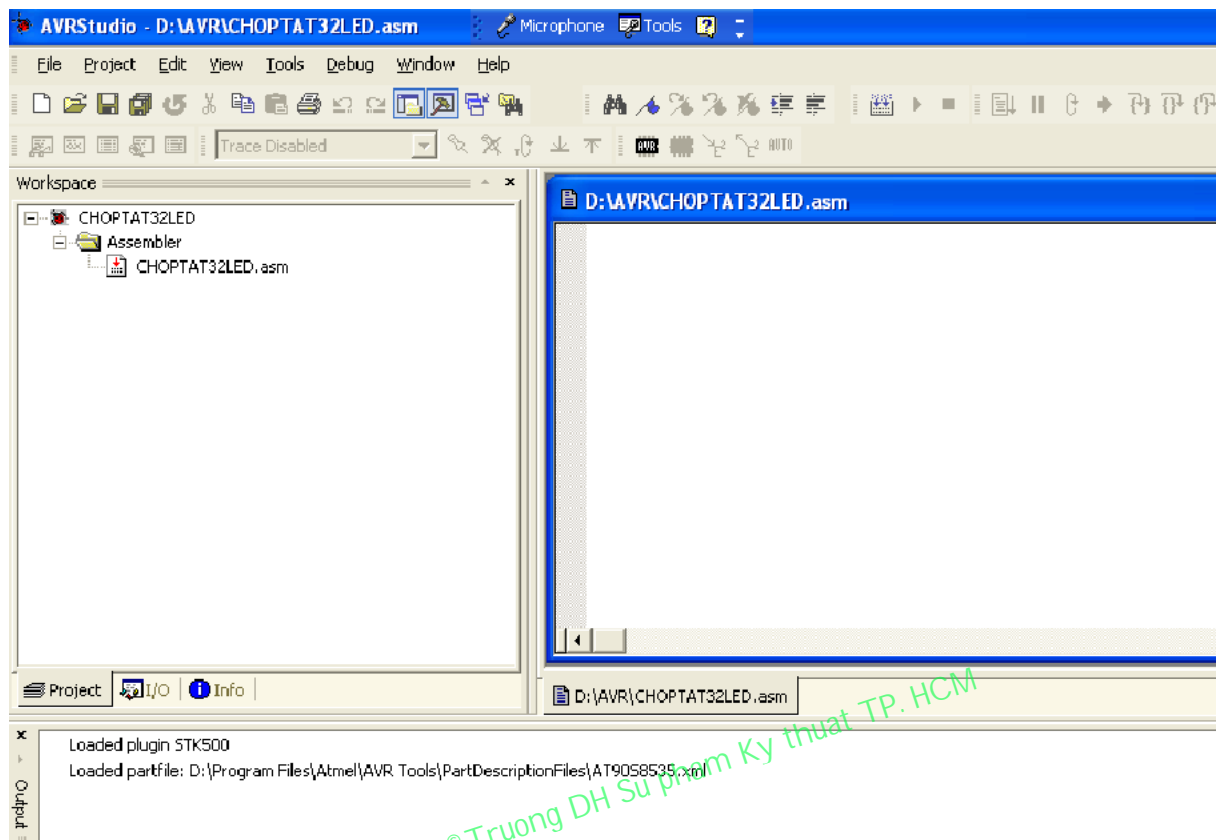 AVRStudio - D:\AVR\CHOPTAT32LED.asm Microphone Tools
File Project Edit View Tools Debug Window Help
Trace Disabled AVR AUTO
Workspace
D:\AVR\CHOPTAT32LED.asm
CHOPTAT32LED
Assembler
CHOPTAT32LED.asm
Project I/O Info
D:\AVR\CHOPTAT32LED.asm
Loaded plugin STK500
Loaded partfile: D:\Program Files\Atmel\AVR Tools\PartDescriptionFiles\AT90S8535.xml
Output
© Truong DH Su pham Ky thuat TP. HCM